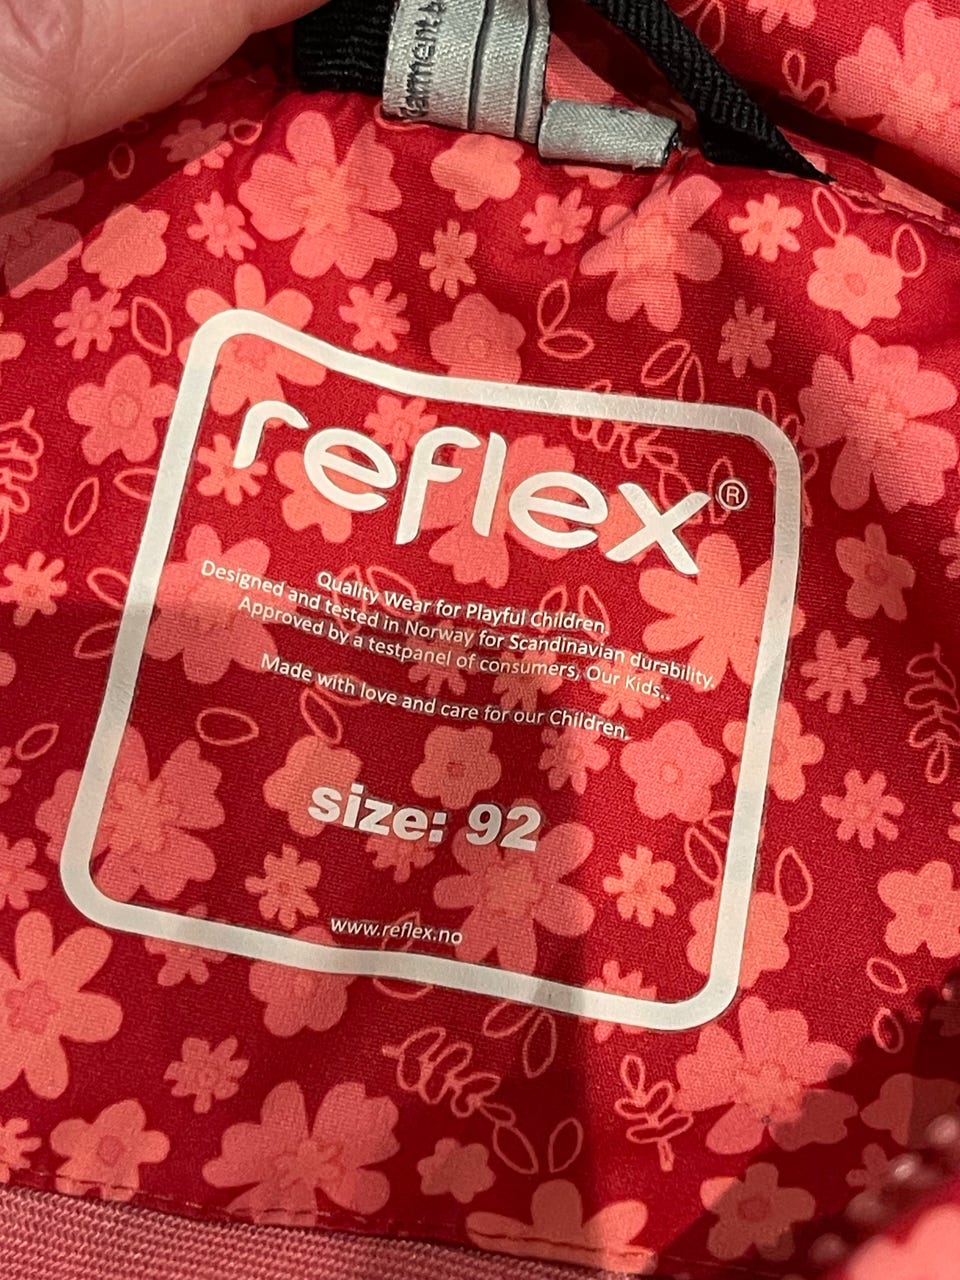 Garment
reflex®
Quality Wear for Playful Children
Designed and tested in Norway for Scandinavian durability.
Approved by a testpanel of consumers, Our Kids..
Made with love and care for our Children.
size: 92
www.reflex.no